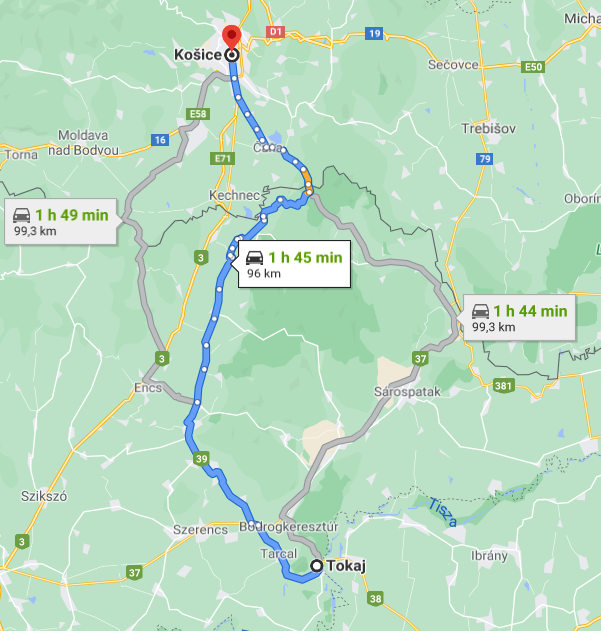 Micha
D1
19
Košice
Sečovce
E50
E58
Moldava
nad Bodvou
16
Trebišov
Torna
E71
Čaňa
79
Kechnec
Oborín
1 h 49 min
99,3 km
3
1 h 45 min
96 km
1 h 44 min
99,3 km
3
37
Encs
381
Sárospatak
39
Szikszó
Tisza
Szerencs
Bodrogkeresztúr
3
Tarcal
Ibrány
Tokaj
37
38